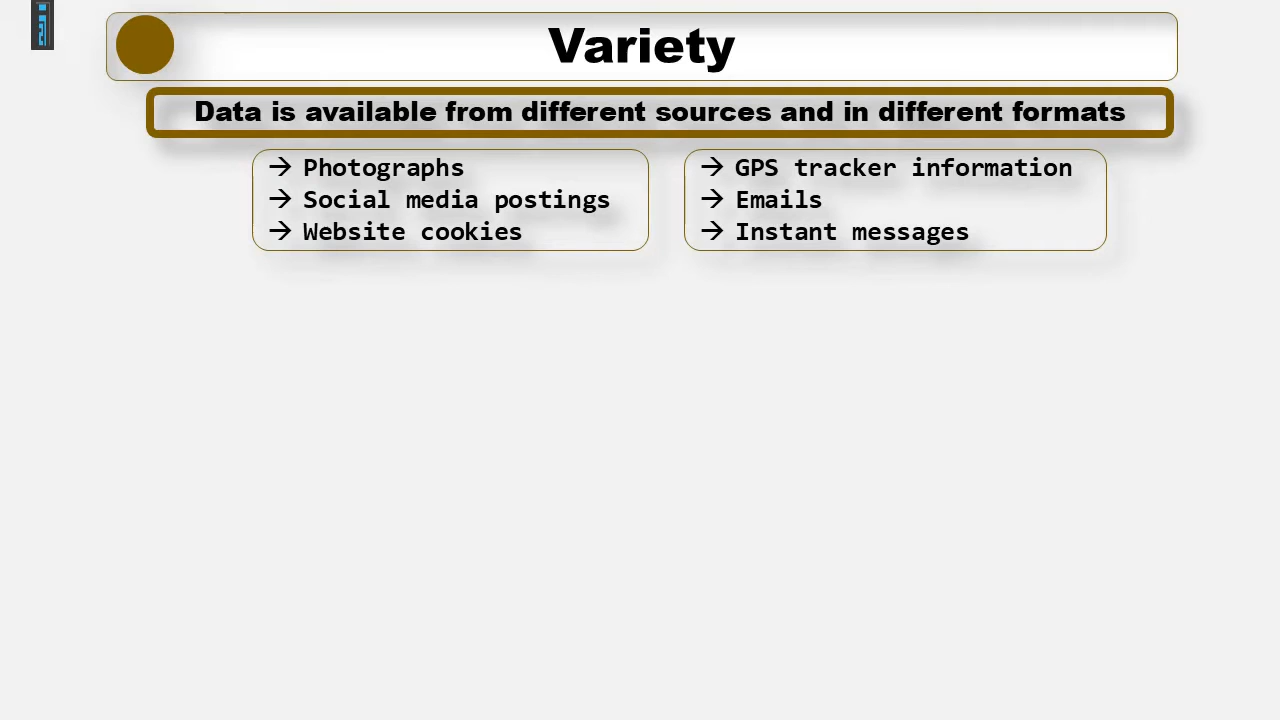 Variety
Data is available from different sources and in different formats
→ Photographs
→ Social media postings
→ Website cookies
→ GPS tracker information
→ Emails
→ Instant messages